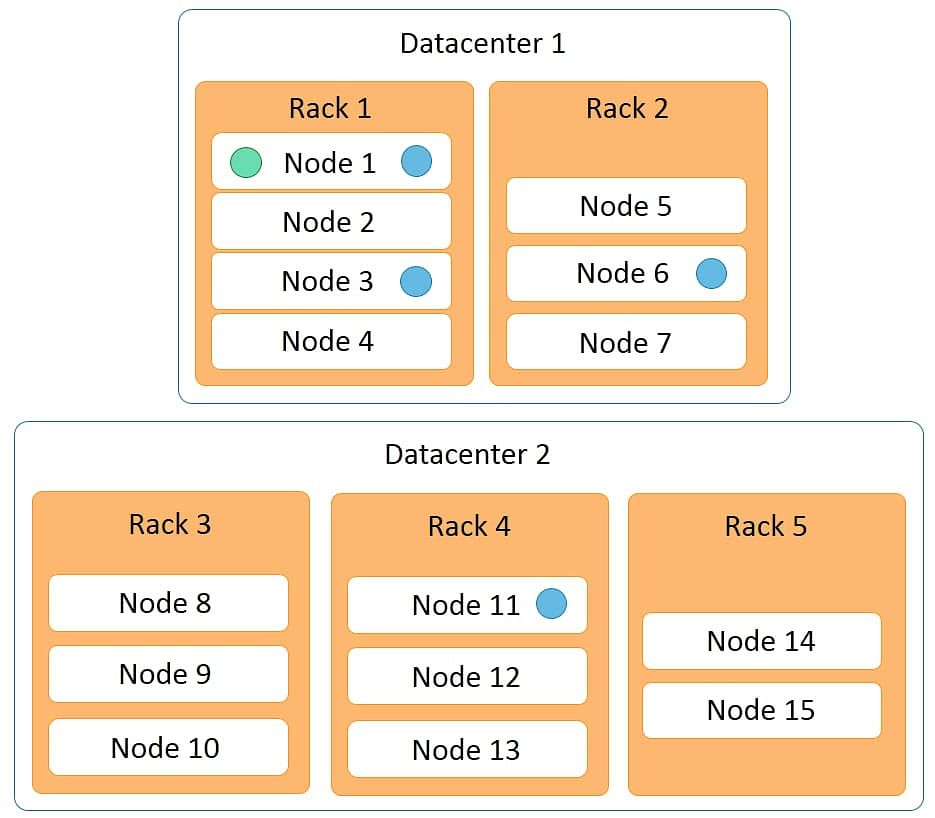 Datacenter 1
Rack 1
Node 1
Node 2
Node 3
Node 4
Rack 2
Node 5
Node 6
Node 7
Datacenter 2
Rack 3
Node 8
Node 9
Node 10
Rack 4
Node 11
Node 12
Node 13
Rack 5
Node 14
Node 15